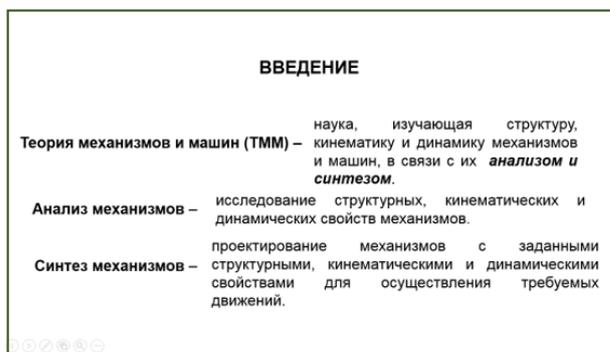 ВВЕДЕНИЕ
Теория механизмов и машин (ТММ) – наука, изучающая структуру,
кинематику и динамику механизмов
и машин, в связи с их анализом и
синтезом.
Анализ механизмов – исследование структурных, кинематических и
динамических свойств механизмов.
Синтез механизмов – проектирование механизмов с заданными
структурными, кинематическими и динамическими
свойствами для осуществления требуемых
движений.